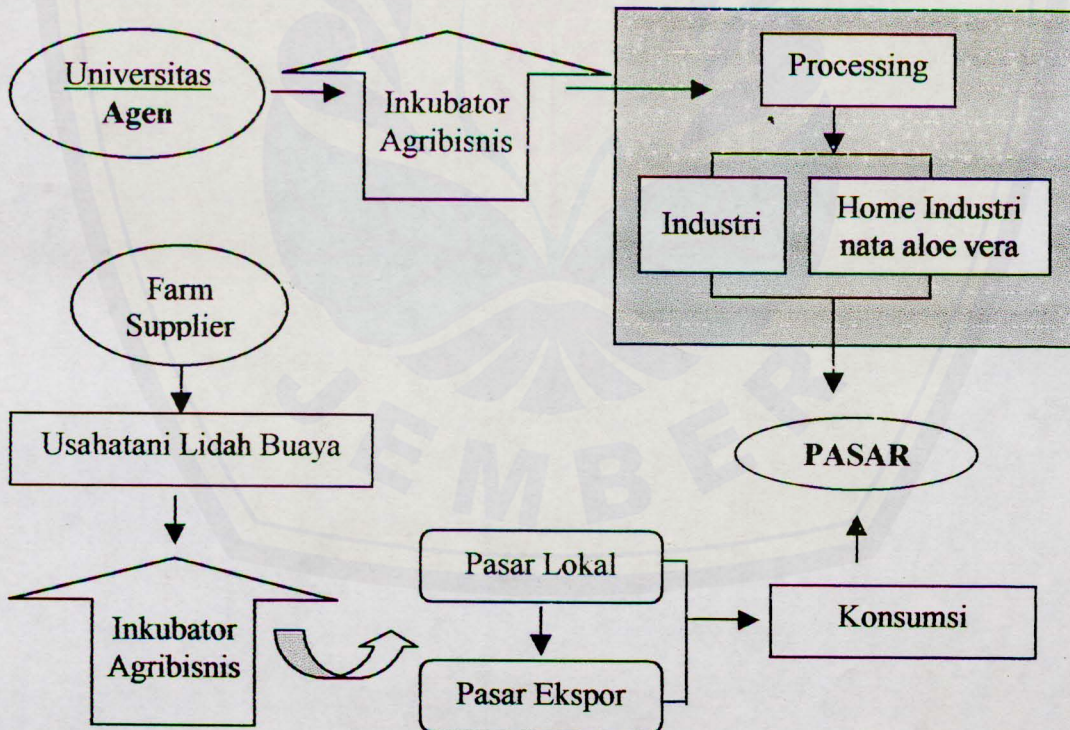 Universitas
Agen
Inkubator
Agribisnis
Processing
Industri
Home Industri
nata aloe vera
Farm
Supplier
Usahatani Lidah Buaya
PASAR
Inkubator
Agribisnis
Pasar Lokal
Pasar Ekspor
Konsumsi
JEMBER